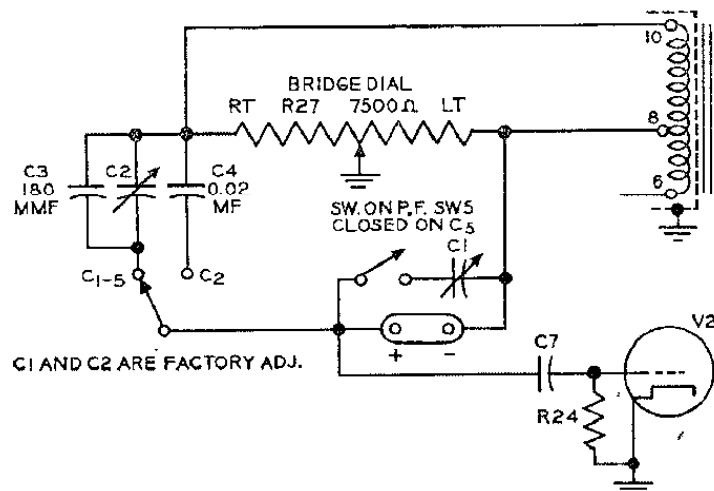 10
BRIDGE DIAL
RT R27 7500Ω LT
8
C3
180
MMF
C2
C4
0.02
MF
6
SW. ON P.F. SW5
CLOSED ON C5
C1
C1-5
C2
+ -
V2
C7
C1 AND C2 ARE FACTORY ADJ.
R24